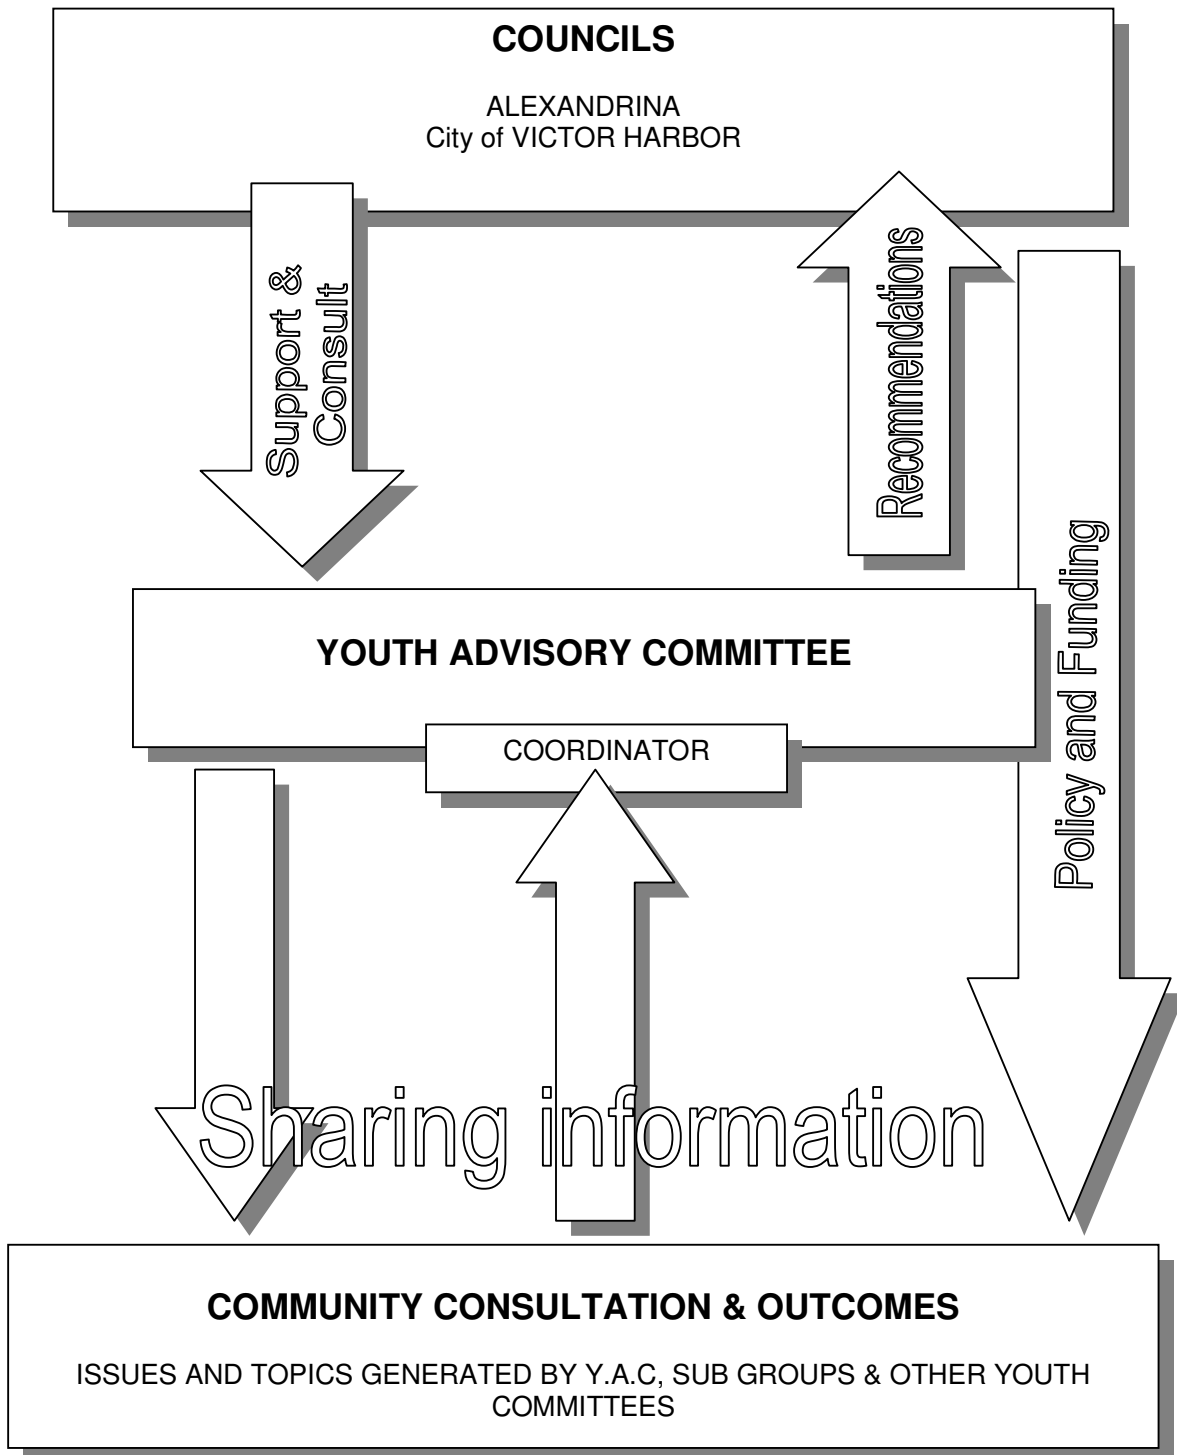 COUNCILS
ALEXANDRINA
City of VICTOR HARBOR
Support &
Consult
Recommendations
Policy and Funding
YOUTH ADVISORY COMMITTEE
COORDINATOR
Sharing information
COMMUNITY CONSULTATION & OUTCOMES
ISSUES AND TOPICS GENERATED BY Y.A.C, SUB GROUPS & OTHER YOUTH
COMMITTEES